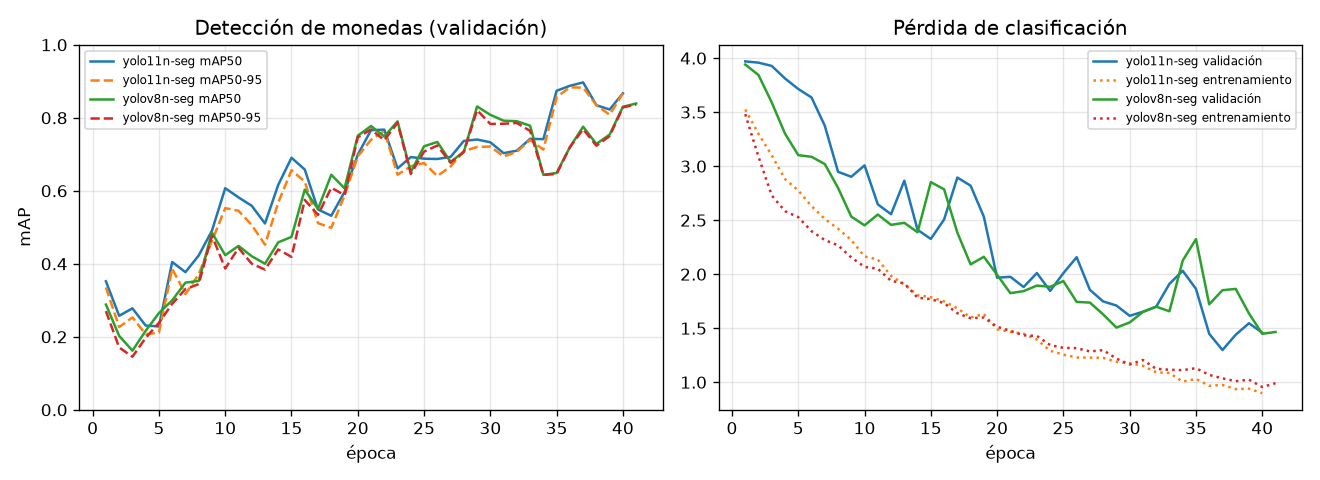 Detección de monedas (validación)
yolo11n-seg mAP50
yolo11n-seg mAP50-95
yolov8n-seg mAP50
yolov8n-seg mAP50-95
1.0
0.8
0.6
0.4
0.2
0.0
mAP
0 5 10 15 20 25 30 35 40
época
Pérdida de clasificación
yolo11n-seg validación
yolo11n-seg entrenamiento
yolov8n-seg validación
yolov8n-seg entrenamiento
4.0
3.5
3.0
2.5
2.0
1.5
1.0
0 5 10 15 20 25 30 35 40
época